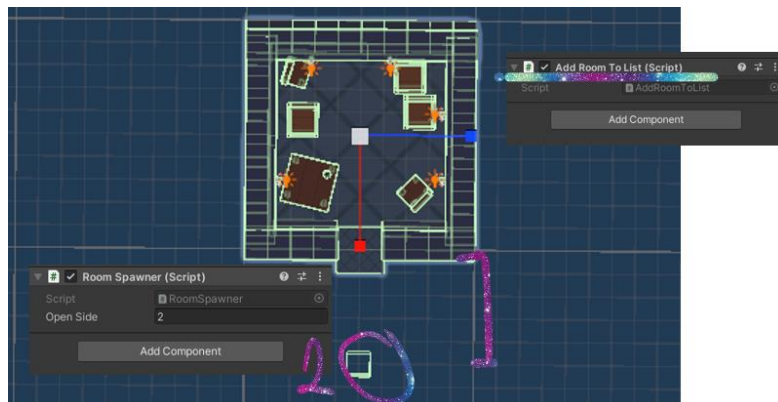 Add Room To List (Script)
Script AddRoomToList
Add Component
Room Spawner (Script)
Script RoomSpawner
Open Side 2
Add Component
1
2